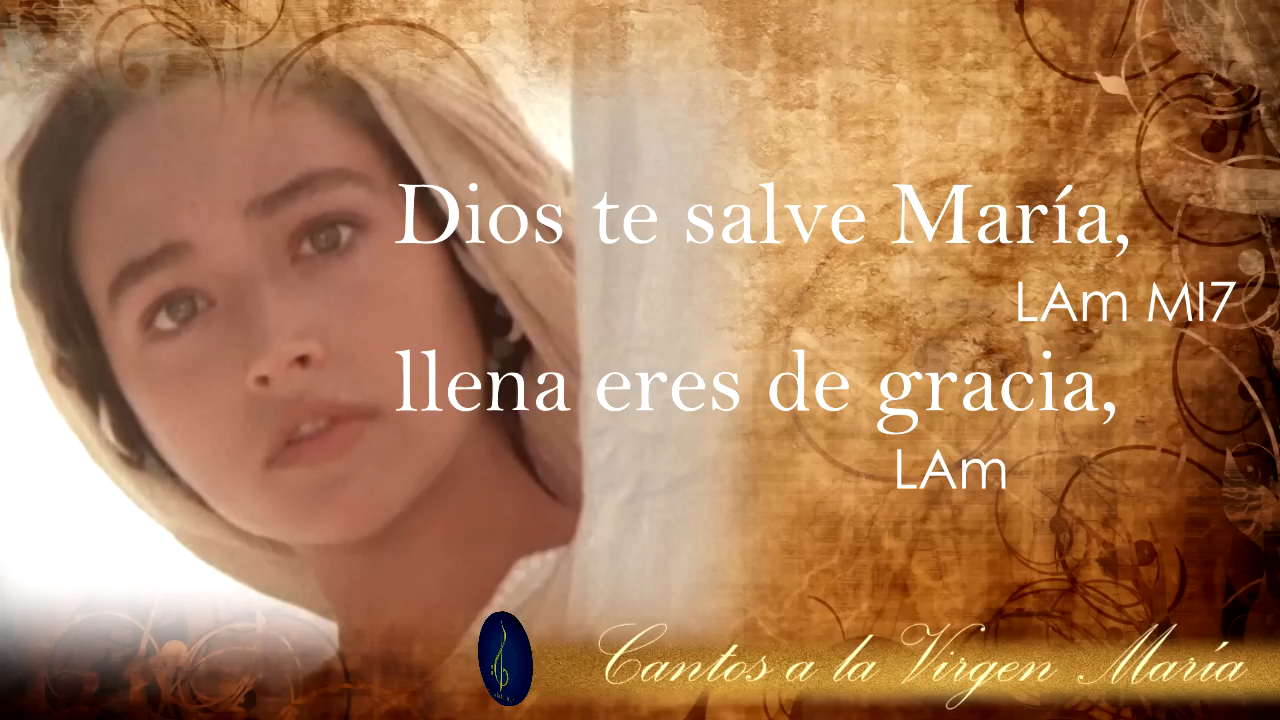 Dios te salve María,
LAm MI7
llena eres de gracia,
LAm
Cantos a la Virgen María